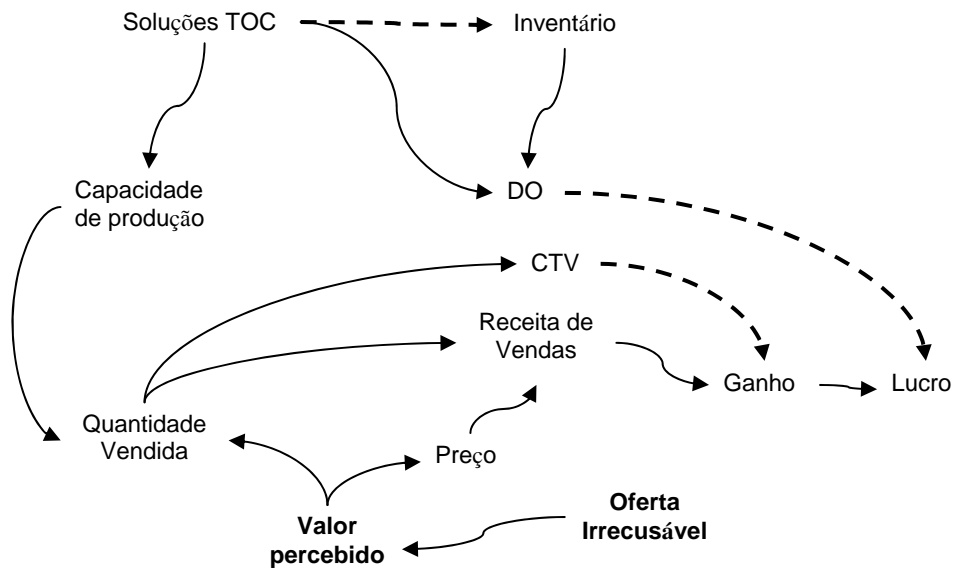 Soluções TOC
Inventário
Capacidade
de produção
DO
CTV
Receita de
Vendas
Ganho
Lucro
Quantidade
Vendida
Preço
Valor
percebido
Oferta
Irrecusável